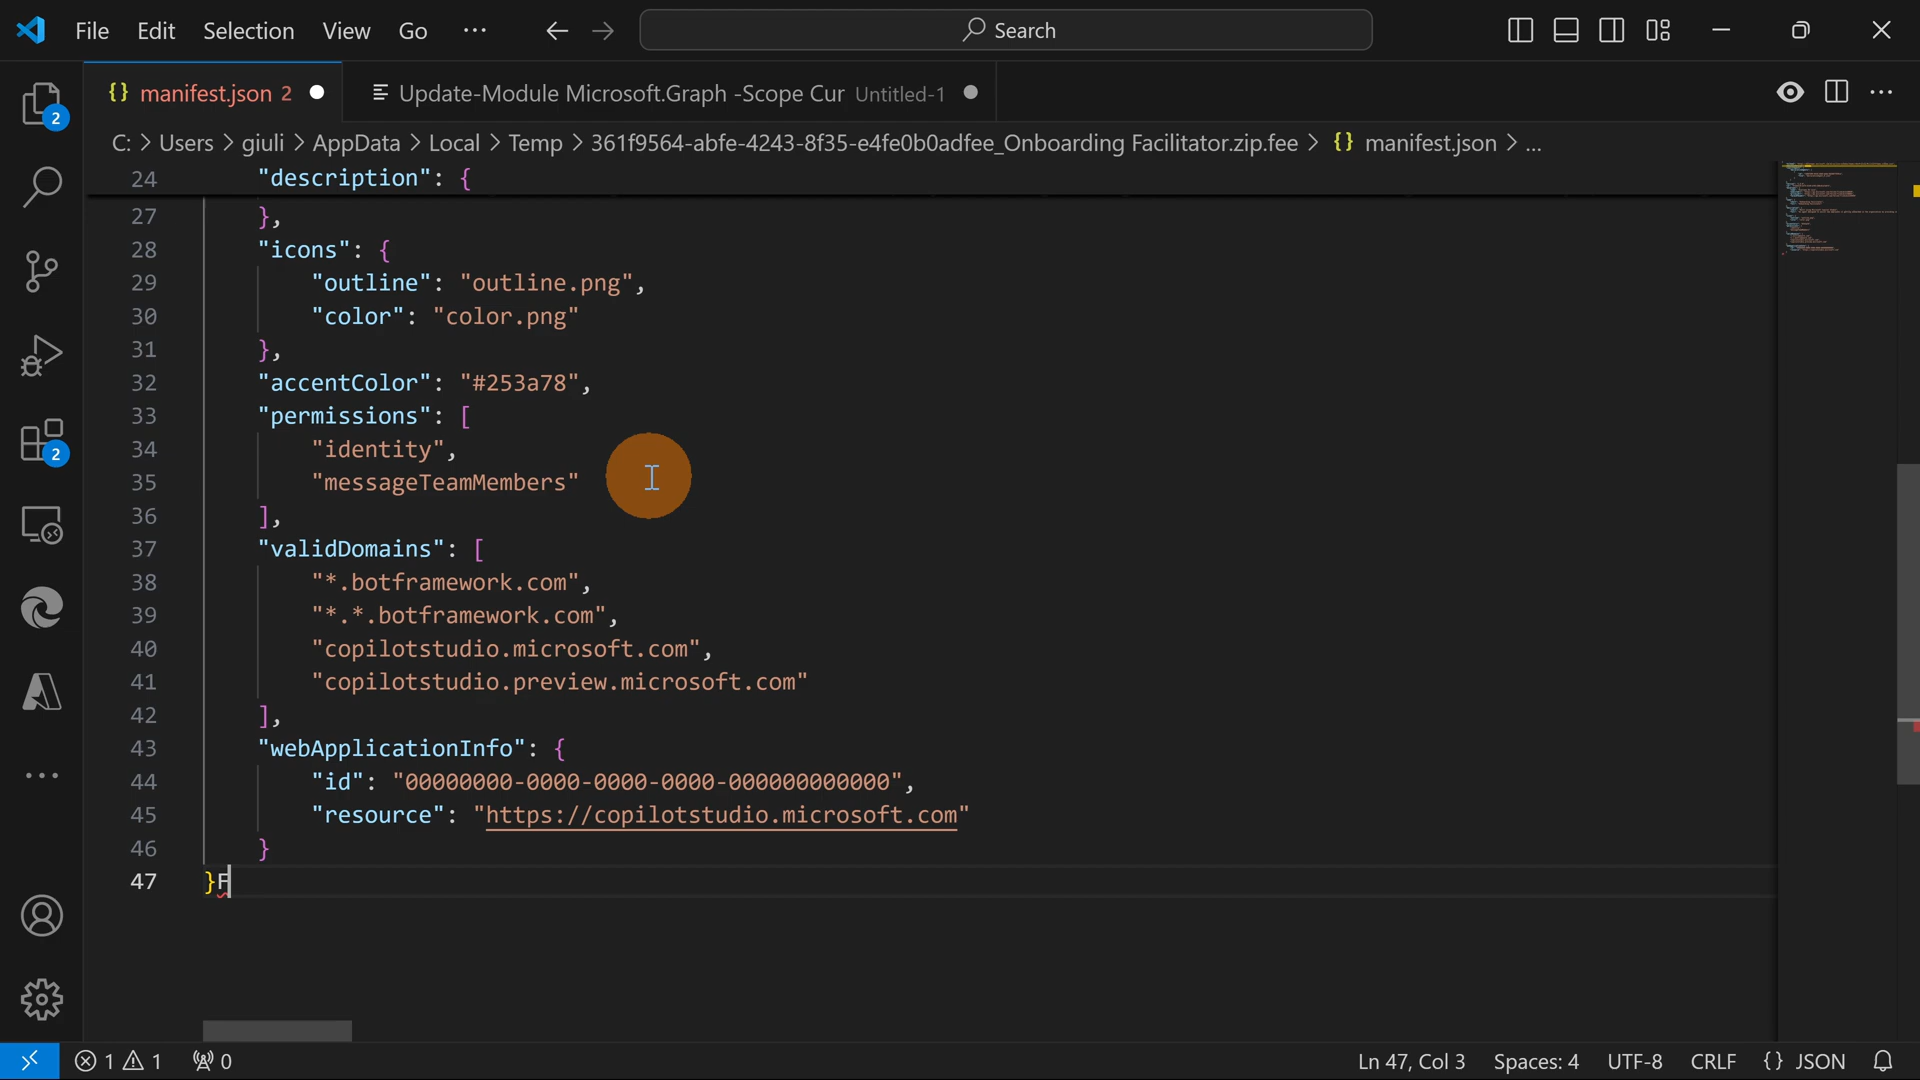 File Edit Selection View Go ··· Search
{} manifest.json 2 Update-Module Microsoft.Graph -Scope Cur Untitled-1
C: > Users > giuli > AppData > Local > Temp > 361f9564-abfe-4243-8f35-e4fe0b0adfee_Onboarding Facilitator.zip.fee > {} manifest.json > ...
24 "description": {
27 },
28 "icons": {
29 "outline": "outline.png",
30 "color": "color.png"
31 },
32 "accentColor": "#253a78",
33 "permissions": [
34 "identity",
35 "messageTeamMembers"
36 ],
37 "validDomains": [
38 "*.botframework.com",
39 "*.*.botframework.com",
40 "copilotstudio.microsoft.com",
41 "copilotstudio.preview.microsoft.com"
42 ],
43 "webApplicationInfo": {
44 "id": "00000000-0000-0000-0000-000000000000",
45 "resource": "https://copilotstudio.microsoft.com"
46 }
47 }F
2
2
1 1 0 Ln 47, Col 3 Spaces: 4 UTF-8 CRLF {} JSON